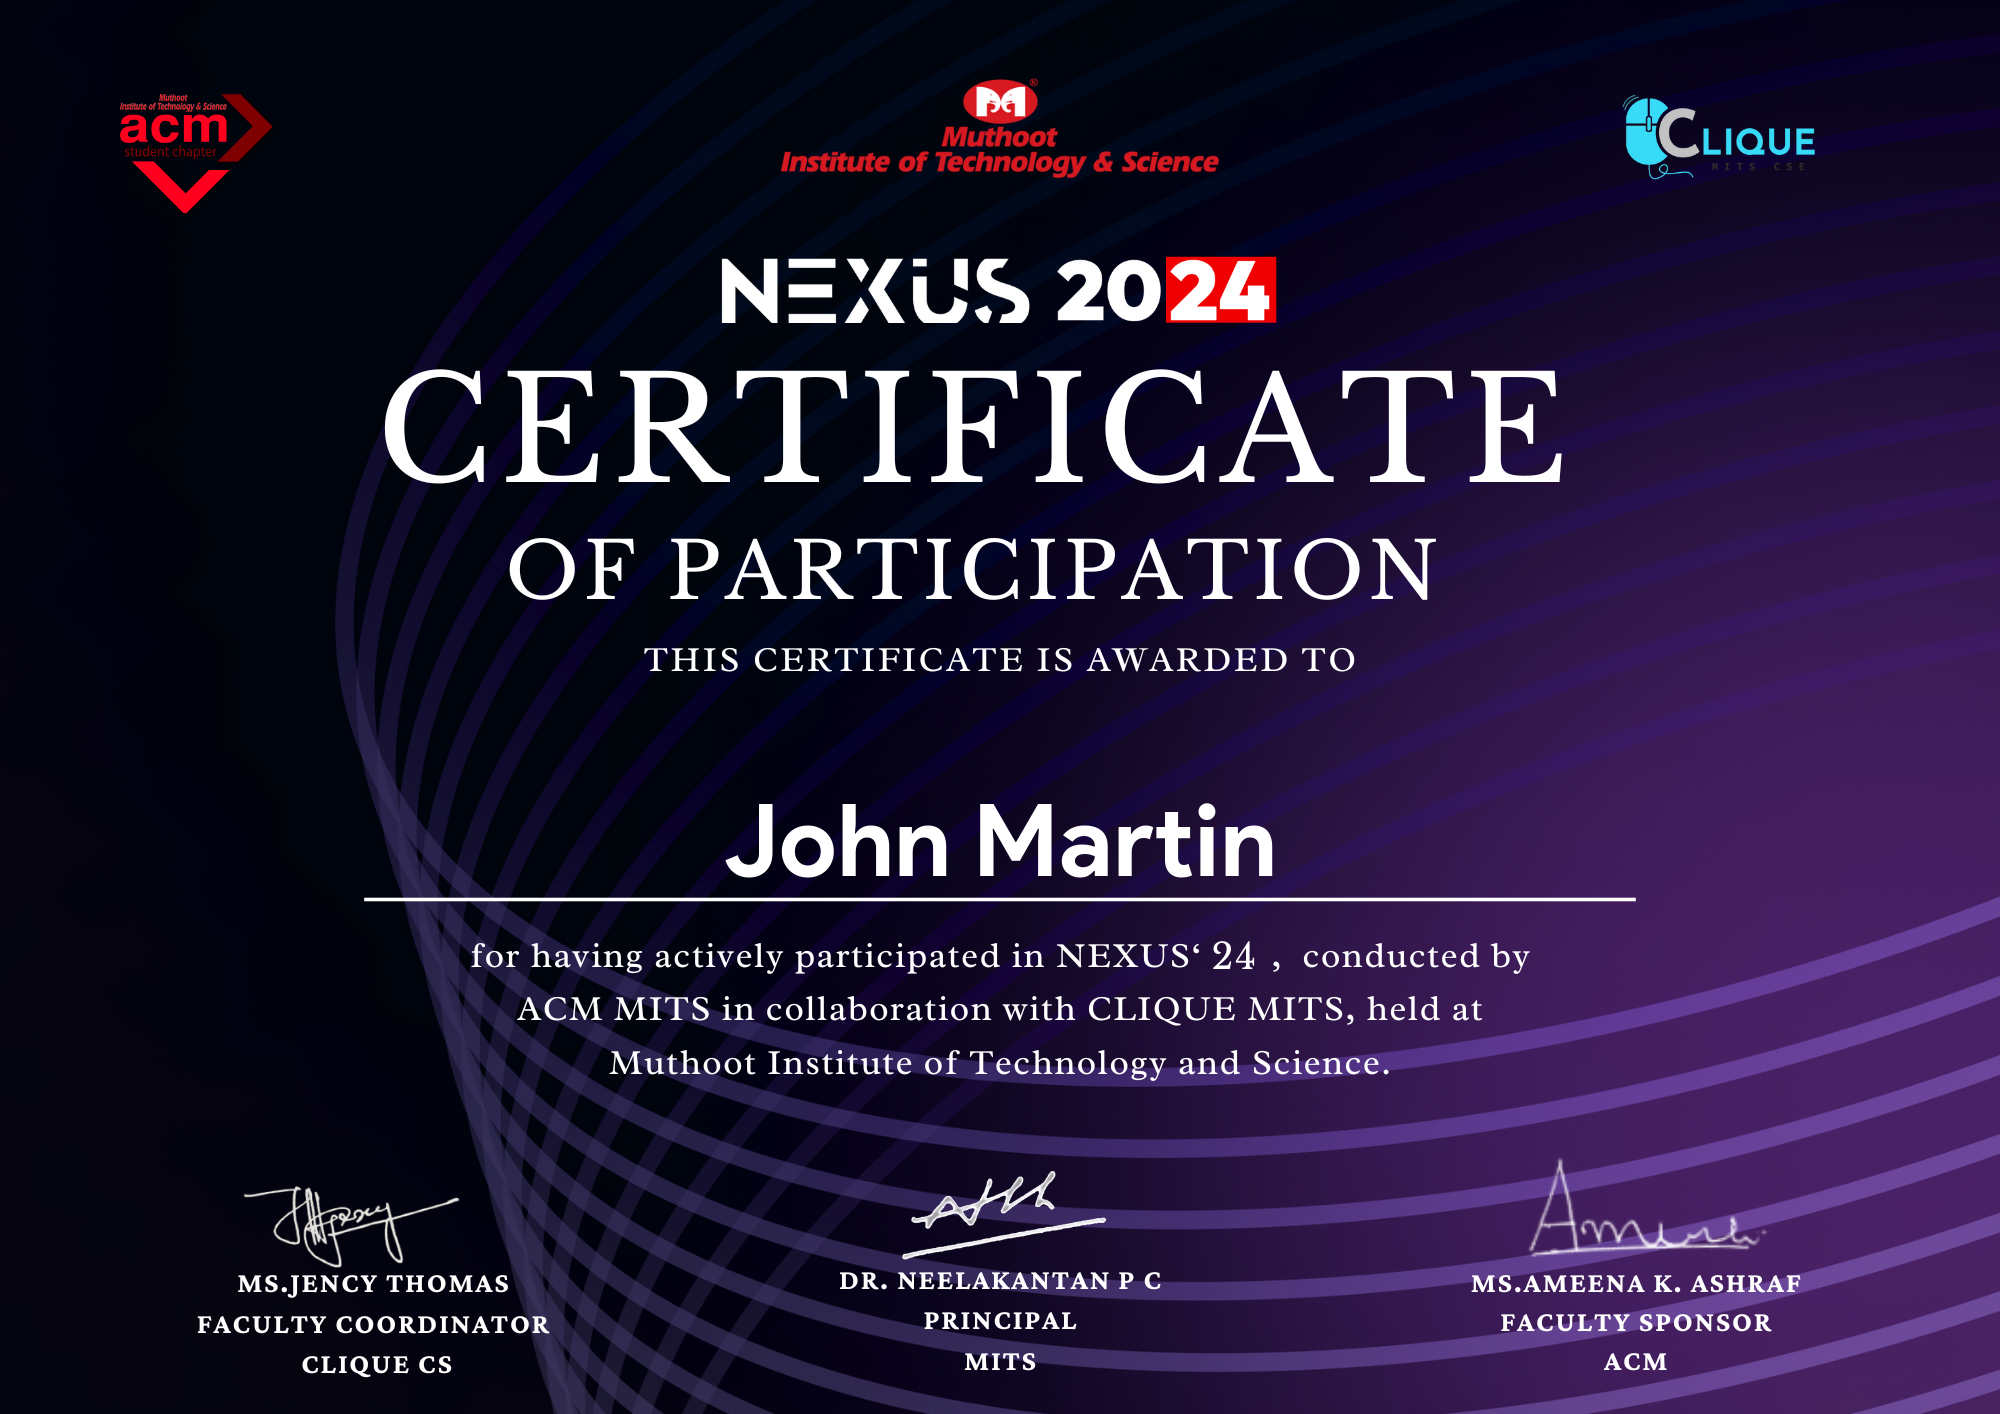 Muthoot
Institute of Technology & Science
acm
student chapter
Muthoot
Institute of Technology & Science
CLIQUE
MITS CSE
NEXUS 2024
CERTIFICATE
OF PARTICIPATION
THIS CERTIFICATE IS AWARDED TO
John Martin
for having actively participated in NEXUS‘ 24 , conducted by
ACM MITS in collaboration with CLIQUE MITS, held at
Muthoot Institute of Technology and Science.
MS.JENCY THOMAS
FACULTY COORDINATOR
CLIQUE CS
DR. NEELAKANTAN P C
PRINCIPAL
MITS
MS.AMEENA K. ASHRAF
FACULTY SPONSOR
ACM